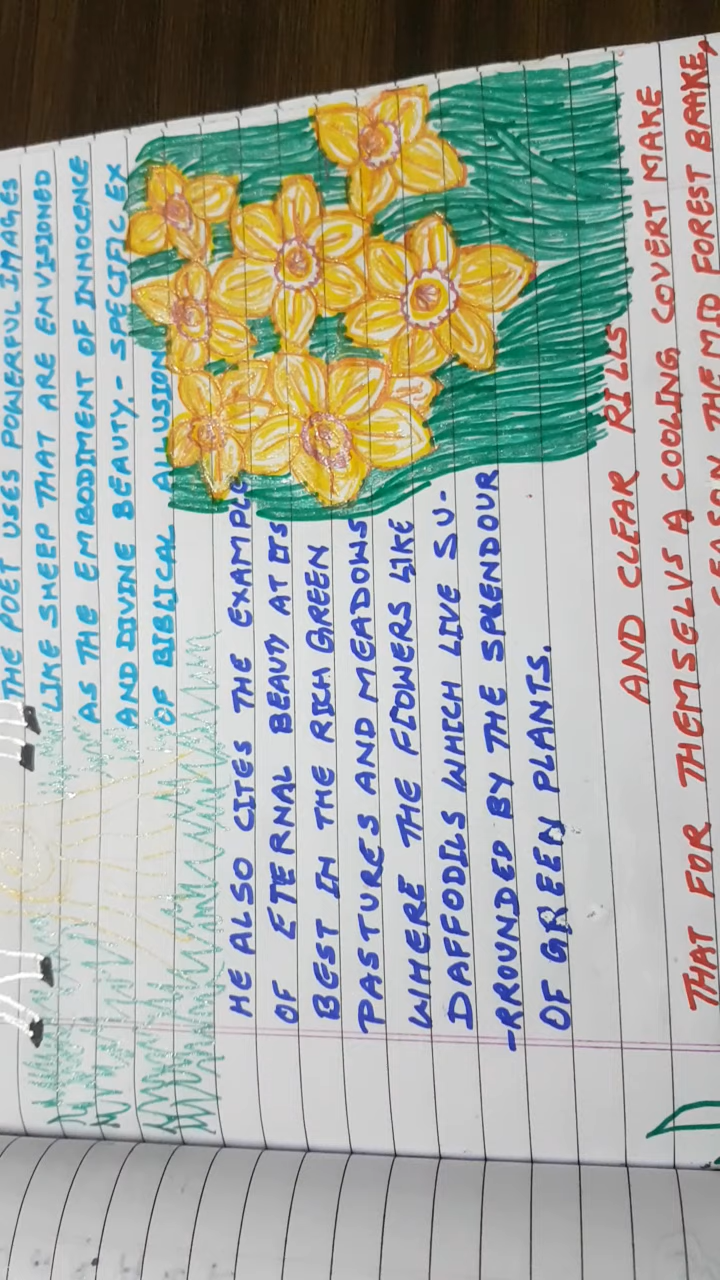 THE POET USES POWERFUL IMAGES
LIKE SHEEP THAT ARE ENVISIONED
AS THE EMBODIMENT OF INNOCENCE
AND DIVINE BEAUTY.- SPECIFIC EX
OF BIBLICAL ALLUSION
HE ALSO CITES THE EXAMPLE
OF ETERNAL BEAUTY AT ITS
BEST IN THE RICH GREEN
PASTURES AND MEADOWS
WHERE THE FLOWERS LIKE
DAFFODILS WHICH LIVE SU-
-RROUNDED BY THE SPLENDOUR
OF GREEN PLANTS.
AND CLEAR RILLS
THAT FOR THEMSELVS A COOLING COVERT MAKE
SEASON THE MID FOREST BRAKE,